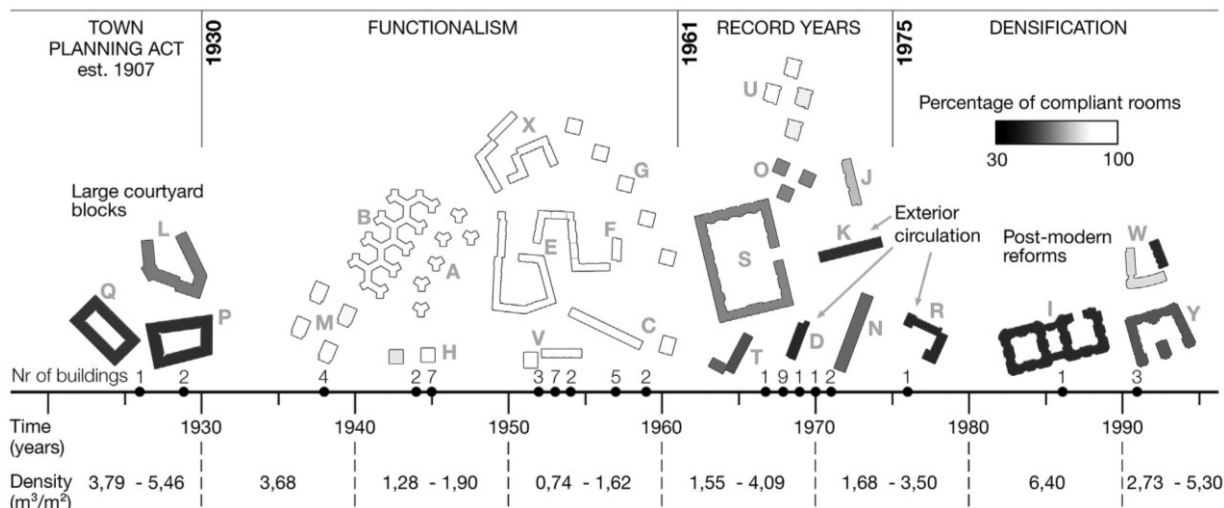 TOWN
PLANNING ACT
est. 1907
1930
FUNCTIONALISM
1961
RECORD YEARS
1975
DENSIFICATION
Percentage of compliant rooms
30 100
Large courtyard
blocks
Exterior
circulation
Post-modern
reforms
U
X
G
O
J
L
B
K
W
F
E
A
S
Q
P
M
H
V
C
T
D
N
R
I
Y
Nr of buildings 1 2 4 2 7 3 7 2 5 2 1 9 1 1 2 1 1 3
Time
(years)
1930 1940 1950 1960 1970 1980 1990
Density
(m³/m²)
3,79 - 5,46 3,68 1,28 - 1,90 0,74 - 1,62 1,55 - 4,09 1,68 - 3,50 6,40 2,73 - 5,30